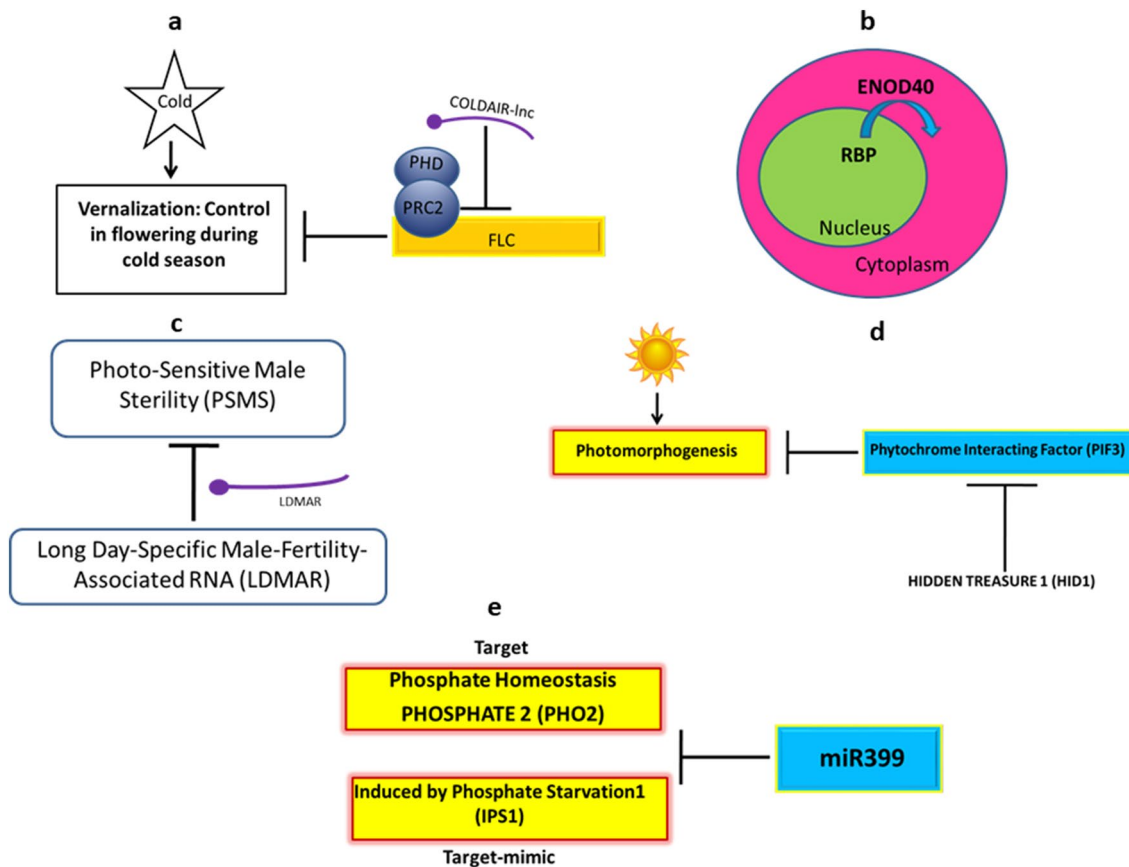 a
Cold
Vernalization: Control
in flowering during
cold season
COLDAIR-lnc
PHD
PRC2
FLC
b
ENOD40
RBP
Nucleus
Cytoplasm
c
Photo-Sensitive Male
Sterility (PSMS)
LDMAR
Long Day-Specific Male-Fertility-
Associated RNA (LDMAR)
d
Photomorphogenesis
Phytochrome Interacting Factor (PIF3)
HIDDEN TREASURE 1 (HID1)
e
Target
Phosphate Homeostasis
PHOSPHATE 2 (PHO2)
miR399
Induced by Phosphate Starvation1
(IPS1)
Target-mimic